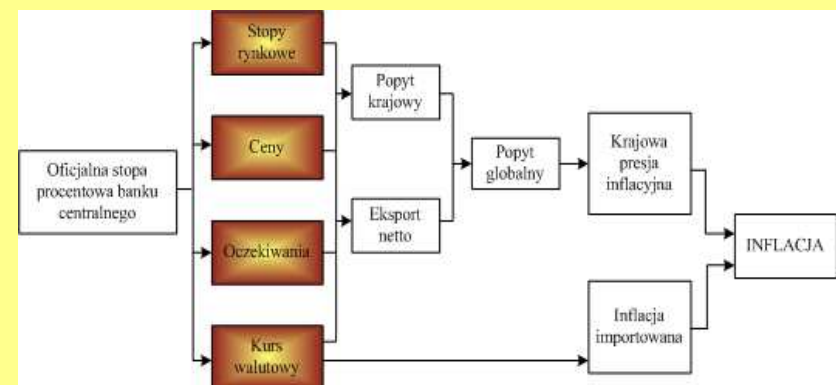 Oficjalna stopa
procentowa banku
centralnego
Stopy
rynkowe
Ceny
Oczekiwania
Kurs
walutowy
Popyt
krajowy
Eksport
netto
Popyt
globalny
Krajowa
presja
inflacyjna
Inflacja
importowana
INFLACJA